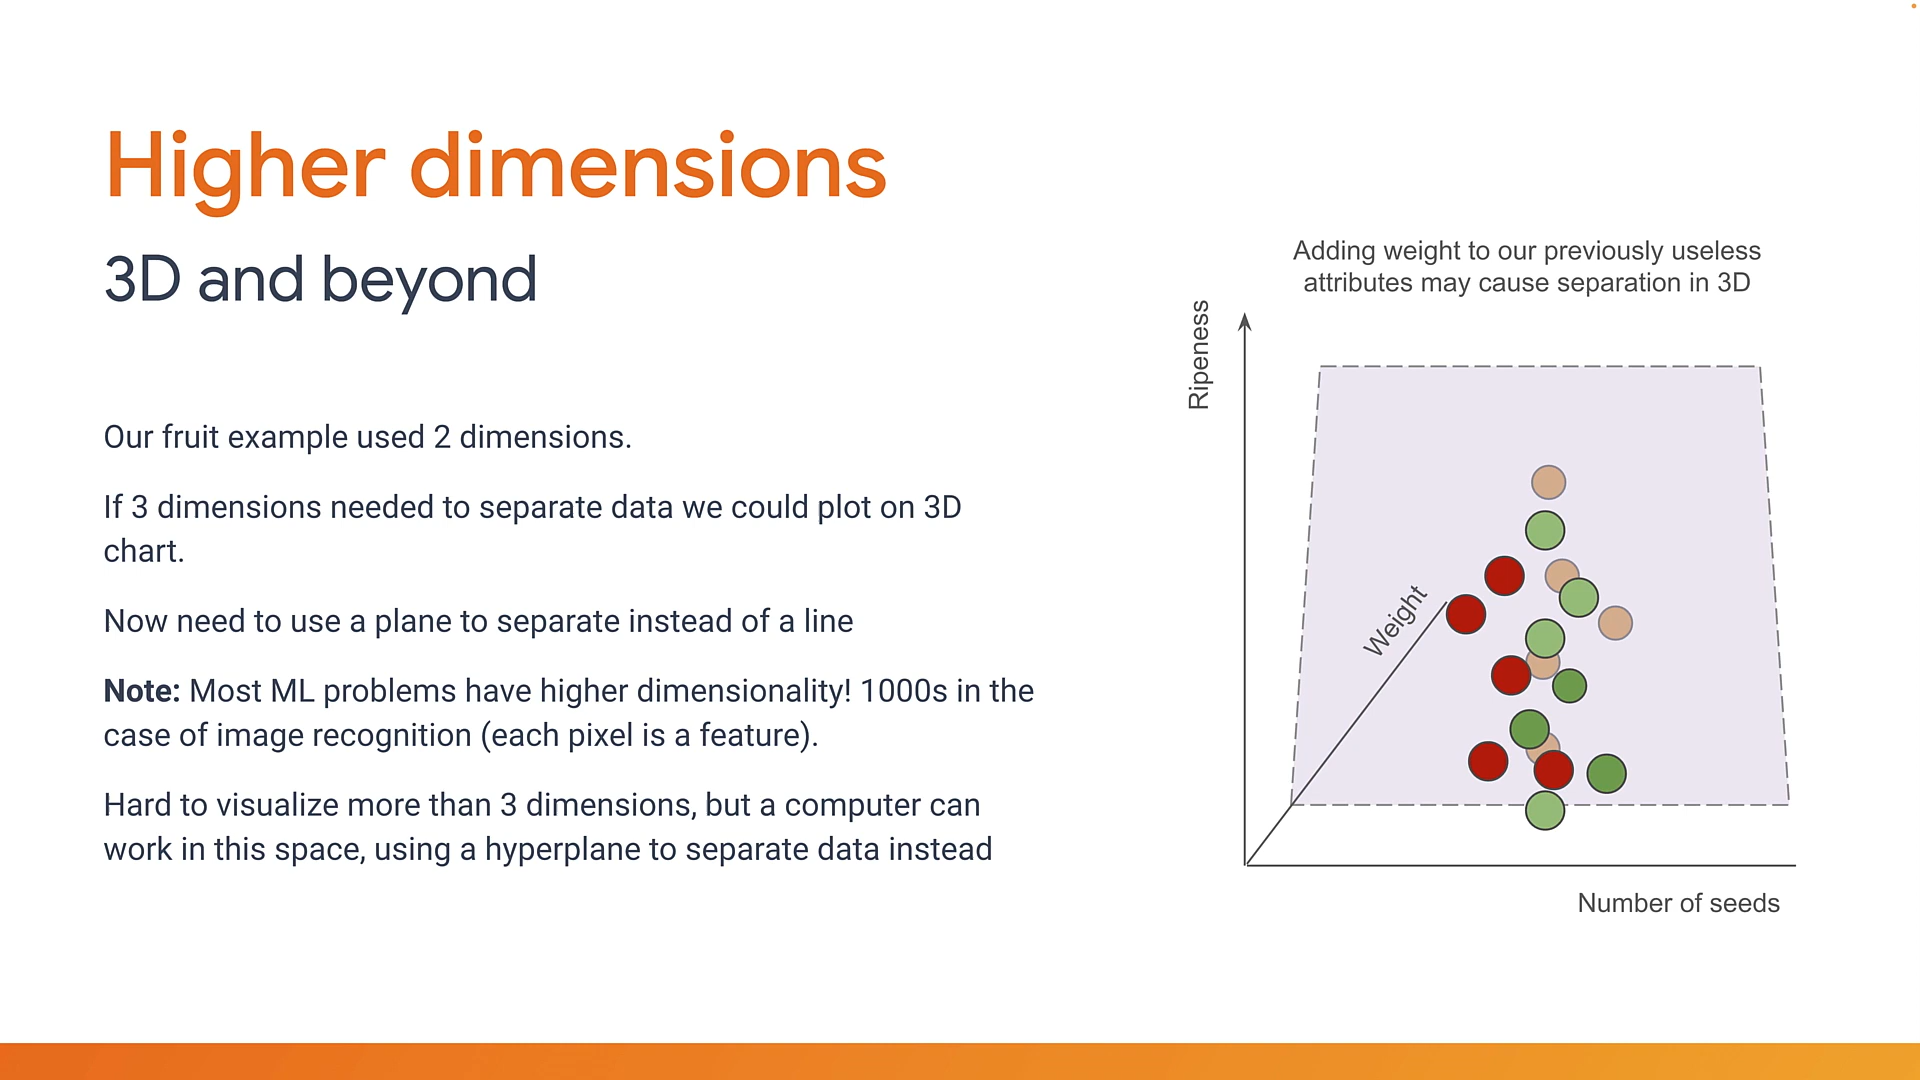 Higher dimensions
3D and beyond
Our fruit example used 2 dimensions.
If 3 dimensions needed to separate data we could plot on 3D
chart.
Now need to use a plane to separate instead of a line
Note: Most ML problems have higher dimensionality! 1000s in the
case of image recognition (each pixel is a feature).
Hard to visualize more than 3 dimensions, but a computer can
work in this space, using a hyperplane to separate data instead
Adding weight to our previously useless
attributes may cause separation in 3D
Ripeness
Weight
Number of seeds